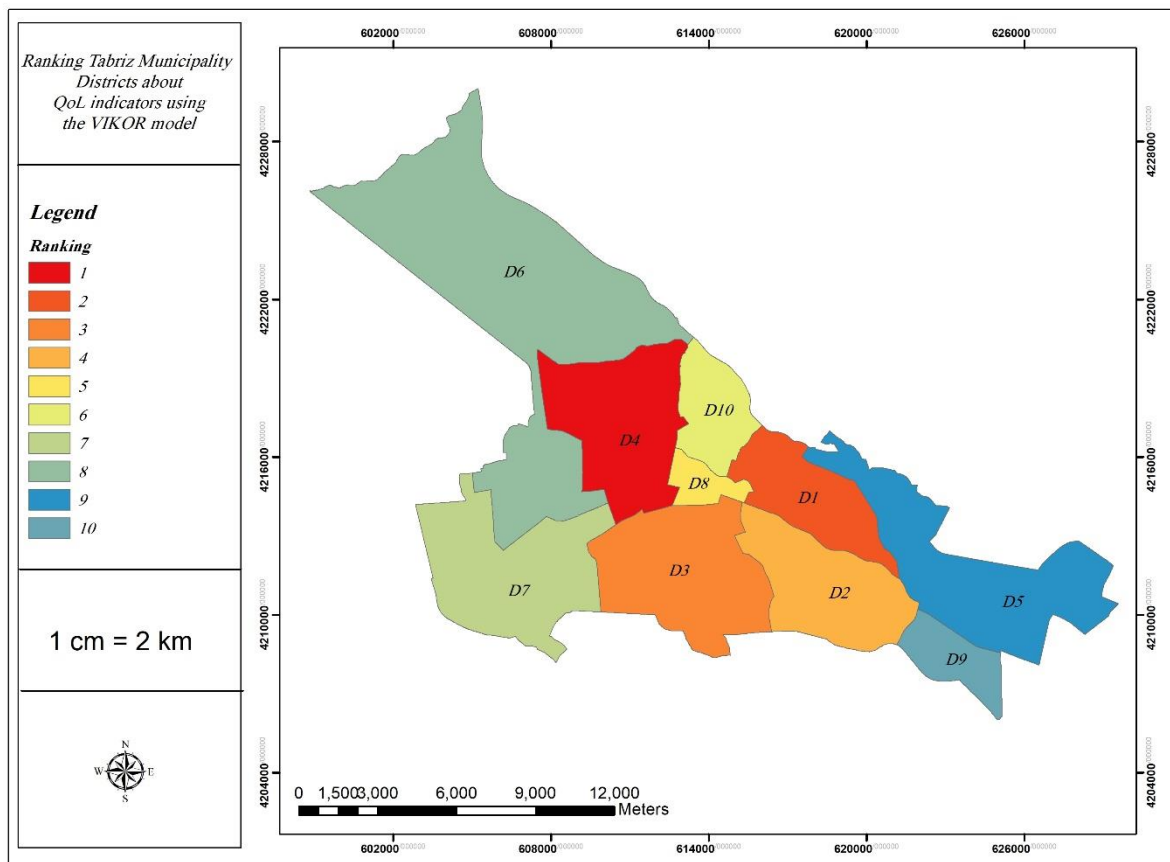 Ranking Tabriz Municipality
Districts about
QoL indicators using
the VIKOR model
Legend
Ranking
1
2
3
4
5
6
7
8
9
10
1 cm = 2 km
N
W E
S
602000 608000 614000 620000 626000
4228000 4228000
4222000 4222000
4216000 4216000
4210000 4210000
4204000 4204000
D6
D10
D4
D8
D1
D3
D2
D7
D5
D9
0 1,500 3,000 6,000 9,000 12,000
Meters
602000 608000 614000 620000 626000